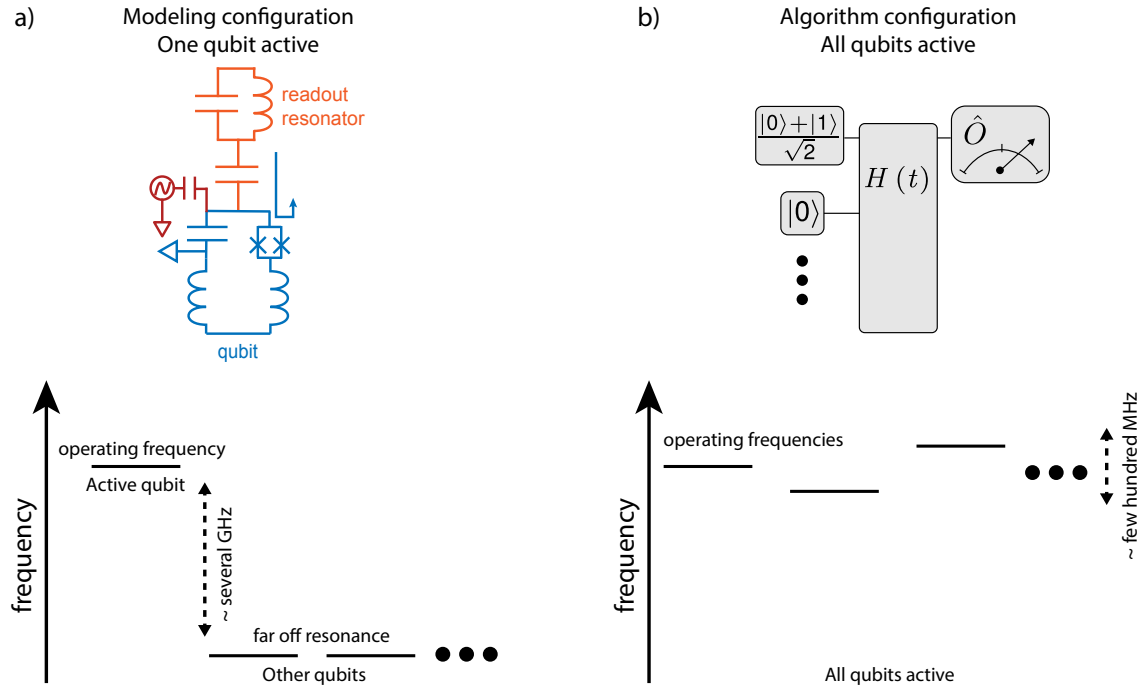 a)
Modeling configuration
One qubit active
readout
resonator
qubit
frequency
operating frequency
Active qubit
~ several GHz
far off resonance
Other qubits
b)
Algorithm configuration
All qubits active
|0⟩+|1⟩
√2
|0⟩
H (t)
Ô
frequency
operating frequencies
~ few hundred MHz
All qubits active